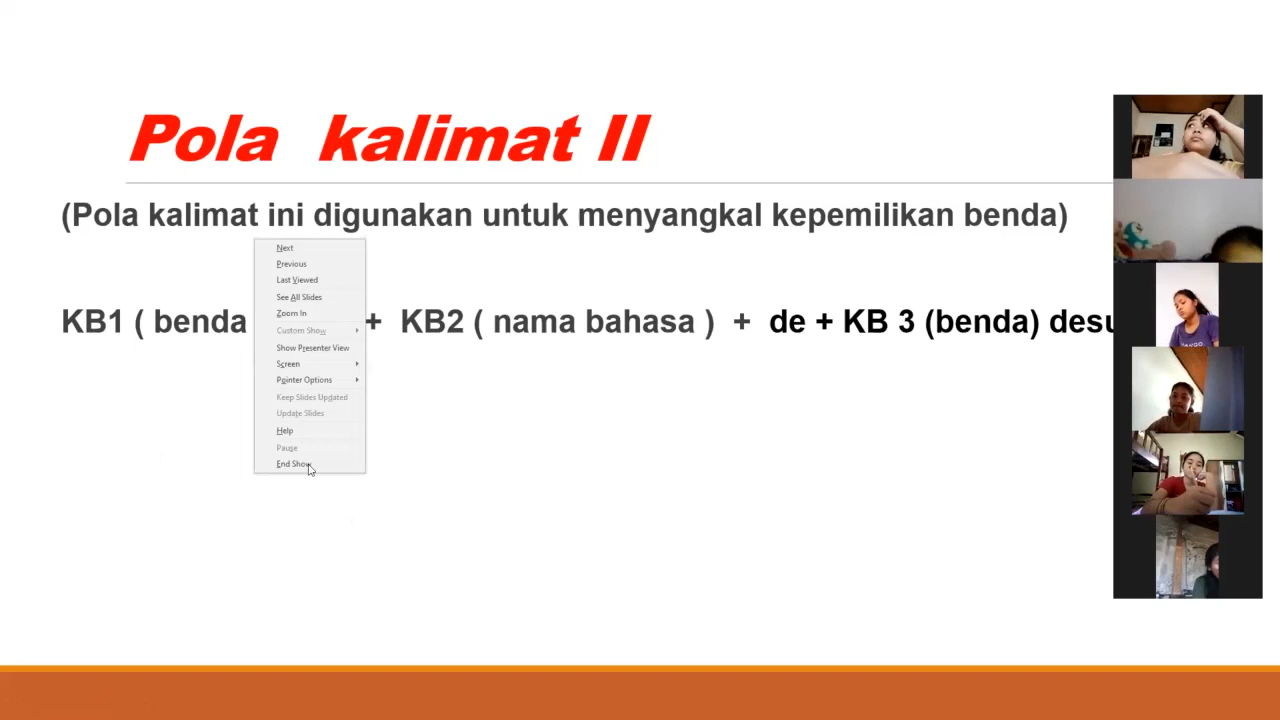 Pola kalimat II
(Pola kalimat ini digunakan untuk menyangkal kepemilikan benda)
KB1 ( benda + KB2 ( nama bahasa ) + de + KB 3 (benda) desu
Next
Previous
Last Viewed
See All Slides
Zoom In
Custom Show
Show Presenter View
Screen
Pointer Options
Keep Slides Updated
Update Slides
Help
Pause
End Show